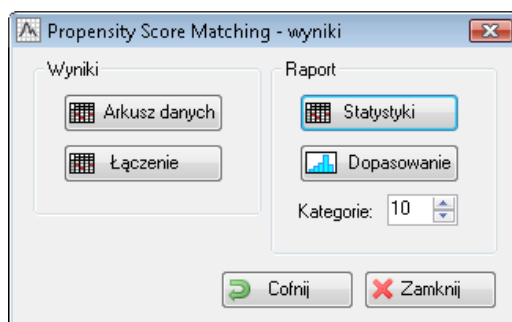 Propensity Score Matching - wyniki
Wyniki
Arkusz danych
Łączenie
Raport
Statystyki
Dopasowanie
Kategorie: 10
Cofnij
Zamknij